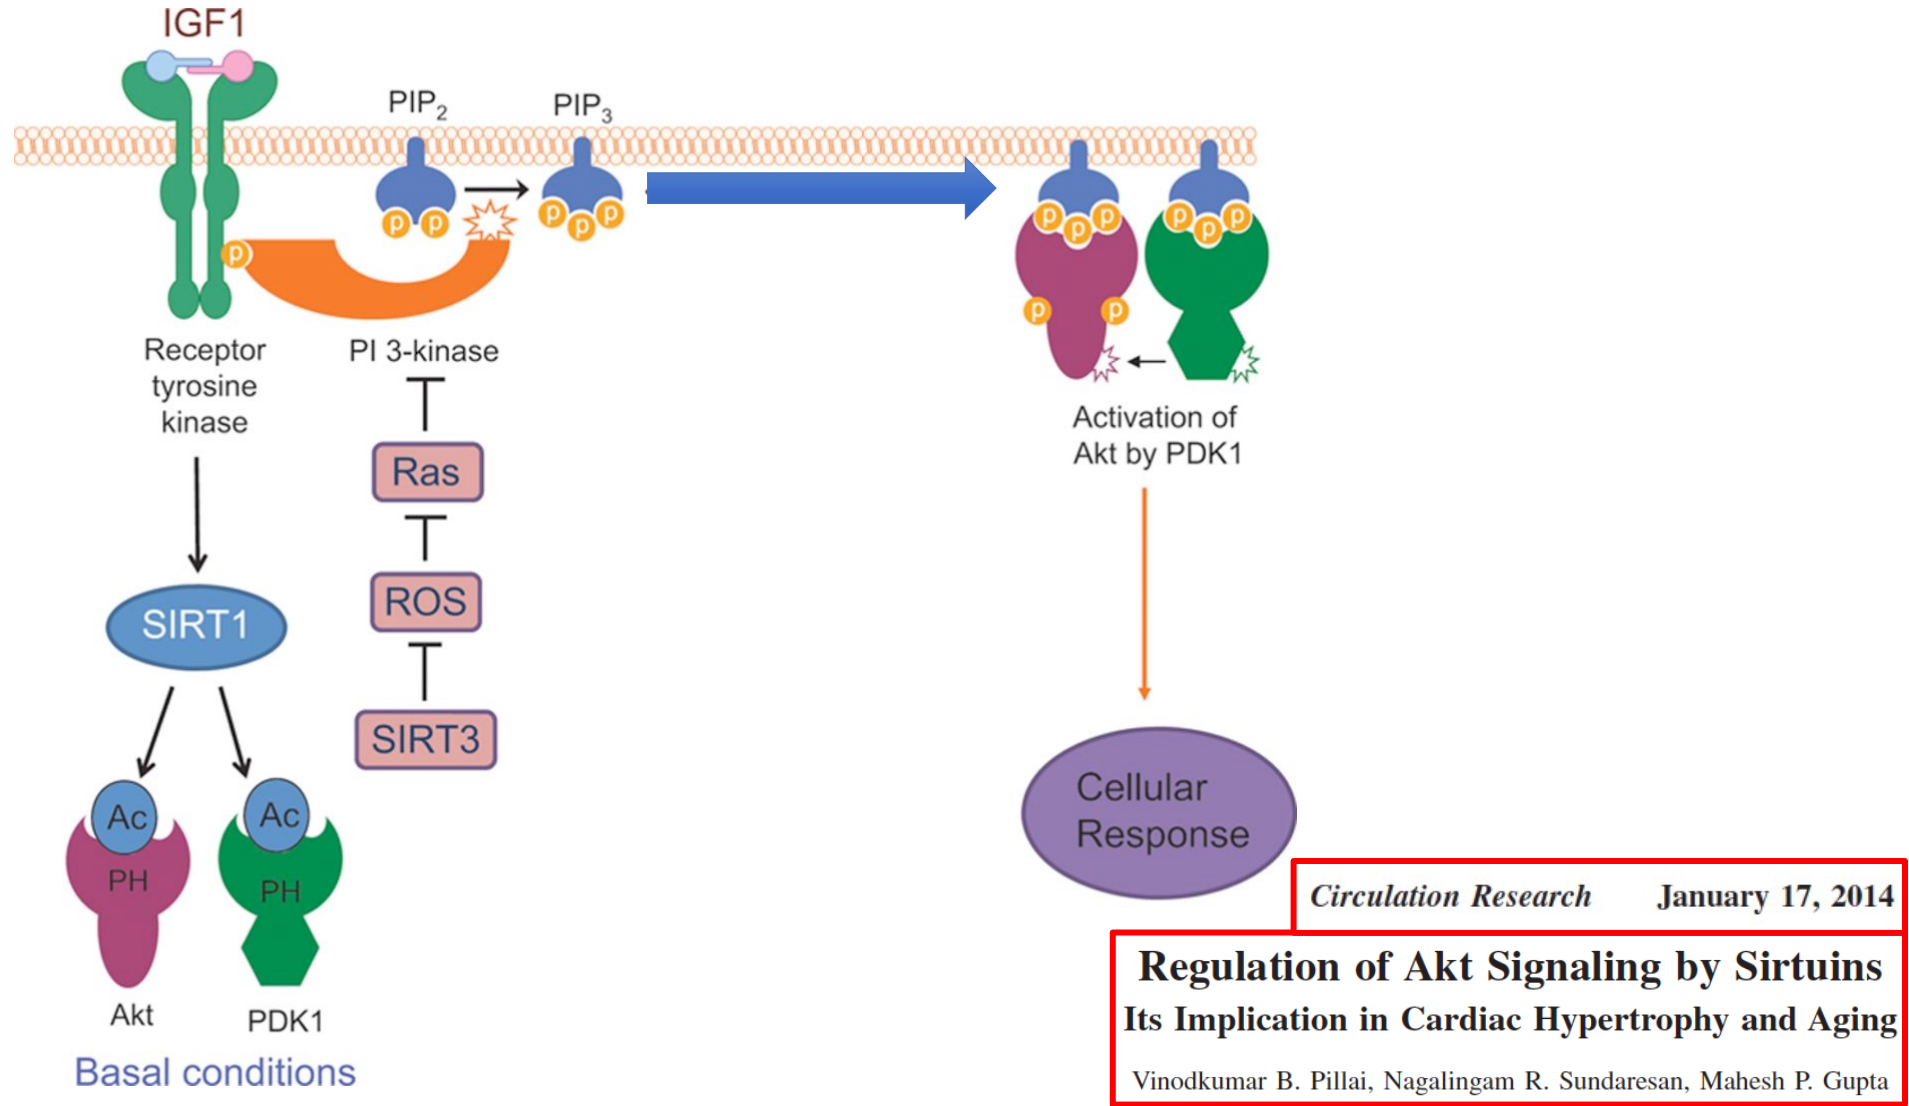 IGF1
PIP2
PIP3
P P
P P P
P P P
P P P
P
P P
Receptor
tyrosine
kinase
PI 3-kinase
Activation of
Akt by PDK1
Ras
ROS
SIRT1
SIRT3
Ac
Ac
PH
PH
Akt
PDK1
Basal conditions
Cellular
Response
Circulation Research January 17, 2014
Regulation of Akt Signaling by Sirtuins
Its Implication in Cardiac Hypertrophy and Aging
Vinodkumar B. Pillai, Nagalingam R. Sundaresan, Mahesh P. Gupta